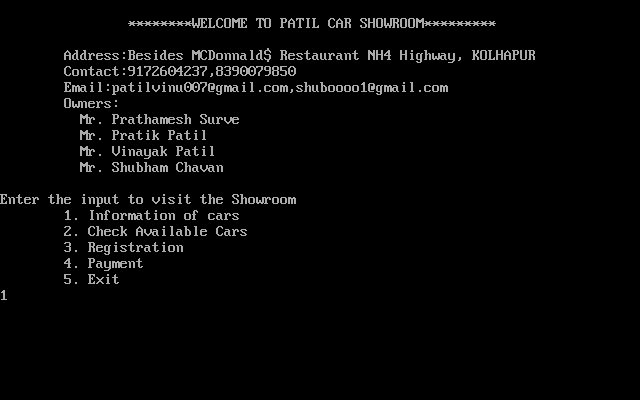 ********WELCOME TO PATIL CAR SHOWROOM*********
Address:Besides MCDonnald$ Restaurant NH4 Highway, KOLHAPUR
Contact:9172604237,8390079850
Email:patilvinu007@gmail.com,shuboooo1@gmail.com
Owners:
Mr. Prathamesh Surve
Mr. Pratik Patil
Mr. Vinayak Patil
Mr. Shubham Chavan
Enter the input to visit the Showroom
1. Information of cars
2. Check Available Cars
3. Registration
4. Payment
5. Exit
1